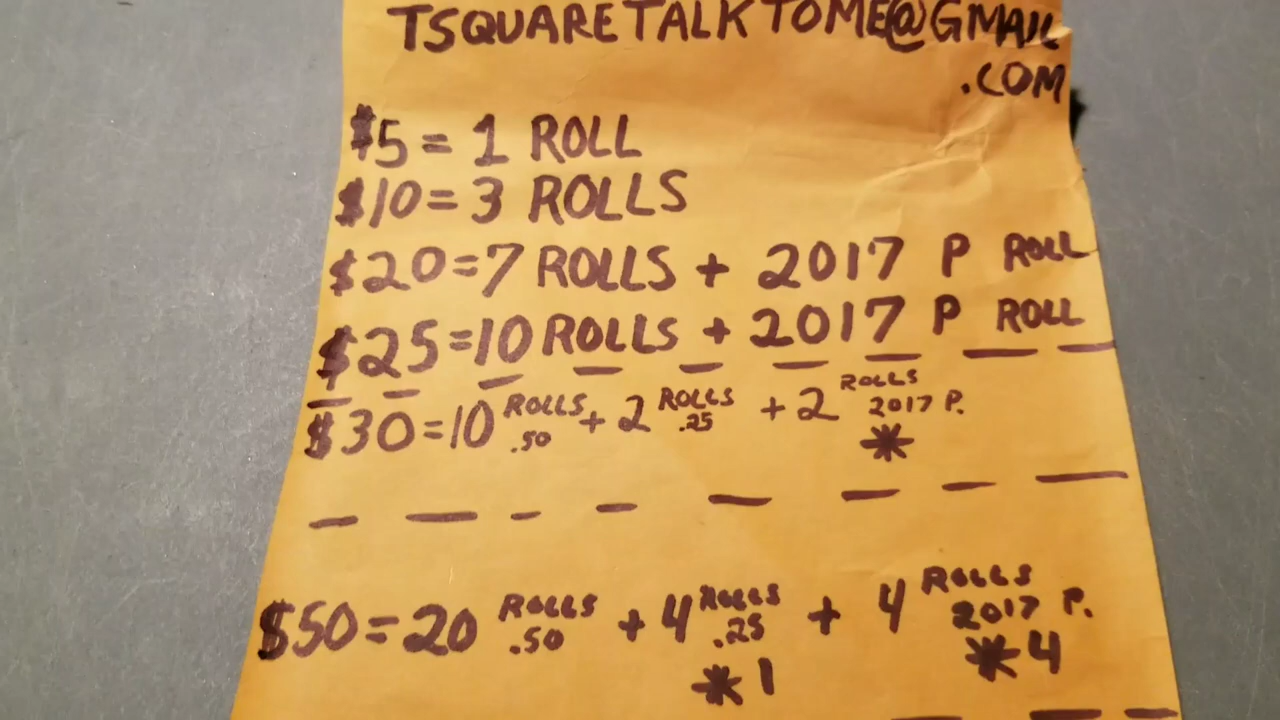 TSQUARETALKTOME@GMAIL
.COM
$5 = 1 ROLL
$10 = 3 ROLLS
$20 = 7 ROLLS + 2017 P ROLL
$25 = 10 ROLLS + 2017 P ROLL
$30 = 10 ROLLS .50 + 2 ROLLS .25 + 2 ROLLS 2017 P.
*
$50 = 20 ROLLS .50 + 4 ROLLS .25 + 4 ROLLS 2017 P.
*1 *4